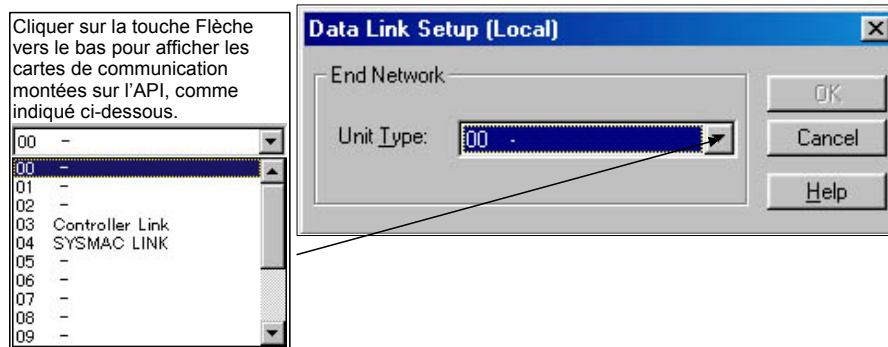 Cliquer sur la touche Flèche
vers le bas pour afficher les
cartes de communication
montées sur l'API, comme
indiqué ci-dessous.
00 –
00 –
01 –
02 –
03 Controller Link
04 SYSMAC LINK
05 –
06 –
07 –
08 –
09 –
Data Link Setup (Local)
End Network
Unit Type: 00 -
OK
Cancel
Help